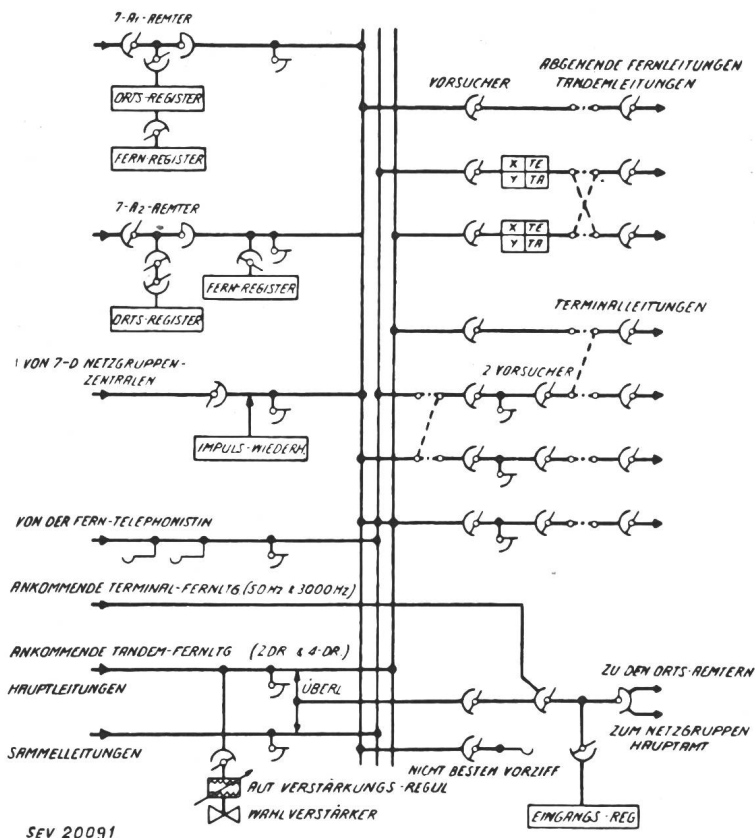 7-A1-AEMTER
ORTS-REGISTER
FERN-REGISTER
7-A2-AEMTER
FERN-REGISTER
ORTS-REGISTER
VON 7-D NETZGRUPPEN-
ZENTRALEN
IMPULS-WIEDERH.
VON DER FERN-TELEPHONISTIN
ANKOMMENDE TERMINAL-FERNLTG (50 Hz & 3000 Hz)
ANKOMMENDE TANDEM-FERNLTG (2 DR. & 4-DR.)
HAUPTLEITUNGEN
ÜBERL
SAMMELLEITUNGEN
AUT VERSTÄRKUNGS-REGUL
WAHLVERSTÄRKER
SEV 20091
VORSUCHER
ABGEHENDE FERNLEITUNGEN
TANDEMLEITUNGEN
X TE
Y TA
X TE
Y TA
TERMINALLEITUNGEN
2 VORSUCHER
ZU DEN ORTS-AEMTERN
ZUM NETZGRUPPEN
HAUPTAMT
NICHT BESTEH VORZIFF
EINGANGS-REG